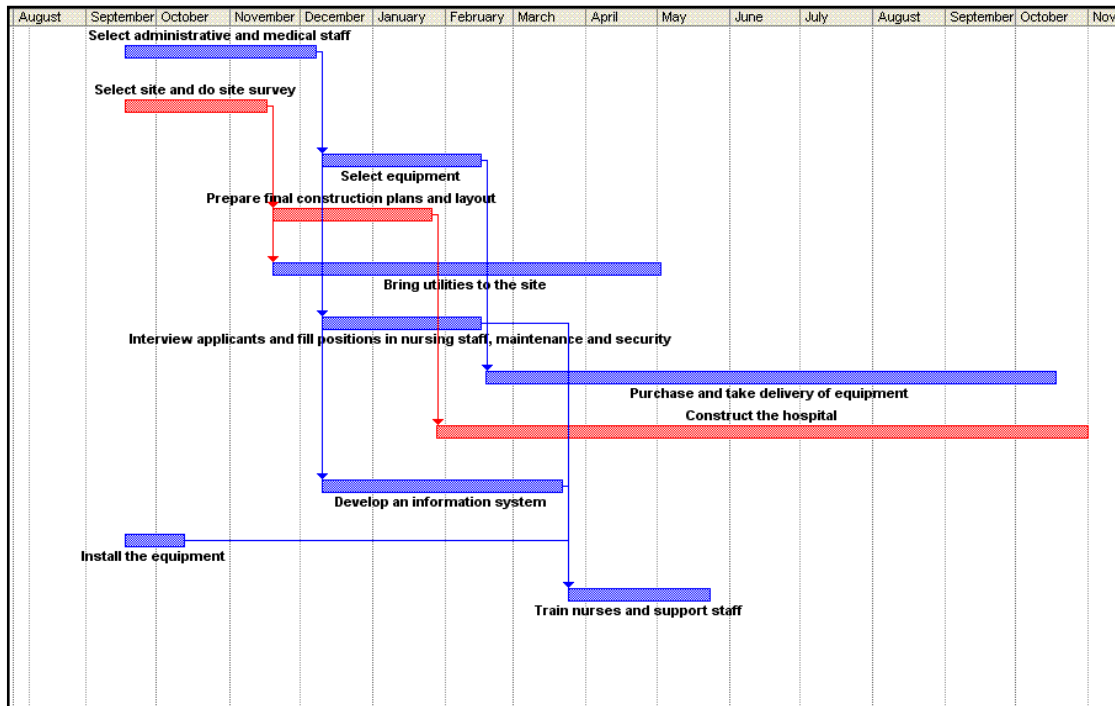 August September October November December January February March April May June July August September October Nov
Select administrative and medical staff
Select site and do site survey
Select equipment
Prepare final construction plans and layout
Bring utilities to the site
Interview applicants and fill positions in nursing staff, maintenance and security
Purchase and take delivery of equipment
Construct the hospital
Develop an information system
Install the equipment
Train nurses and support staff